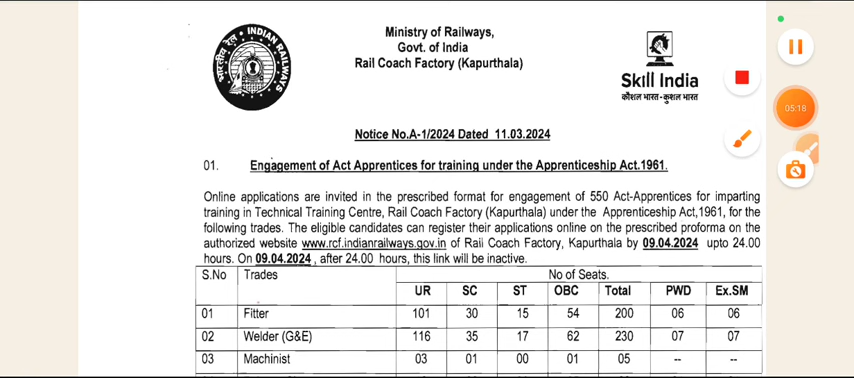 Ministry of Railways,
Govt. of India
Rail Coach Factory (Kapurthala)
भारतीय रेल • INDIAN RAILWAYS
Skill India
कौशल भारत-कुशल भारत
05:18
Notice No.A-1/2024 Dated 11.03.2024
01. Engagement of Act Apprentices for training under the Apprenticeship Act.1961.
Online applications are invited in the prescribed format for engagement of 550 Act-Apprentices for imparting
training in Technical Training Centre, Rail Coach Factory (Kapurthala) under the Apprenticeship Act,1961, for the
following trades. The eligible candidates can register their applications online on the prescribed proforma on the
authorized website www.rcf.indianrailways.gov.in of Rail Coach Factory, Kapurthala by 09.04.2024 upto 24.00
hours. On 09.04.2024 , after 24.00 hours, this link will be inactive.
S.No Trades No of Seats.
UR SC ST OBC Total PWD Ex.SM
01 Fitter 101 30 15 54 200 06 06
02 Welder (G&E) 116 35 17 62 230 07 07
03 Machinist 03 01 00 01 05 -- --